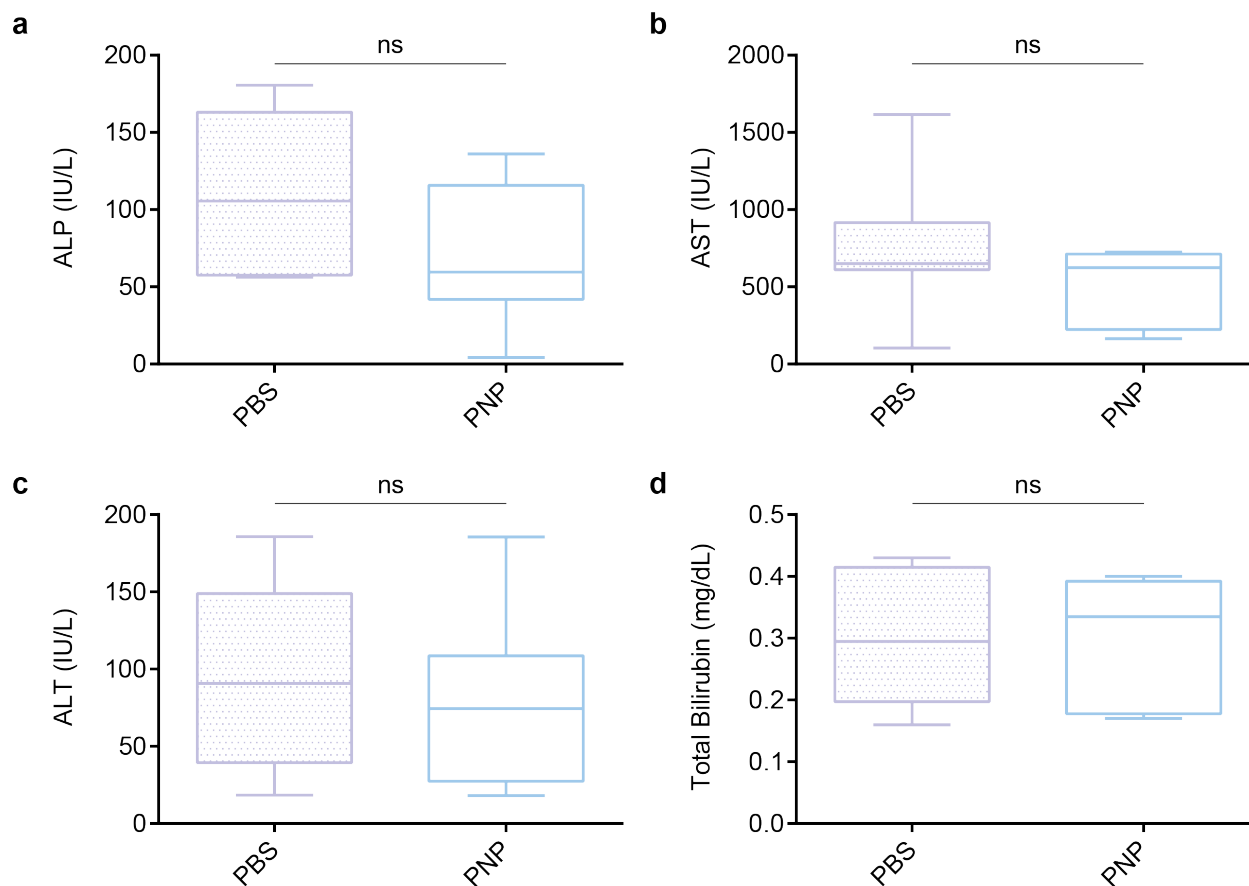 a
ns
ALP (IU/L)
200
150
100
50
0
PBS
PNP
b
ns
AST (IU/L)
2000
1500
1000
500
0
PBS
PNP
c
ns
ALT (IU/L)
200
150
100
50
0
PBS
PNP
d
ns
Total Bilirubin (mg/dL)
0.5
0.4
0.3
0.2
0.1
0.0
PBS
PNP